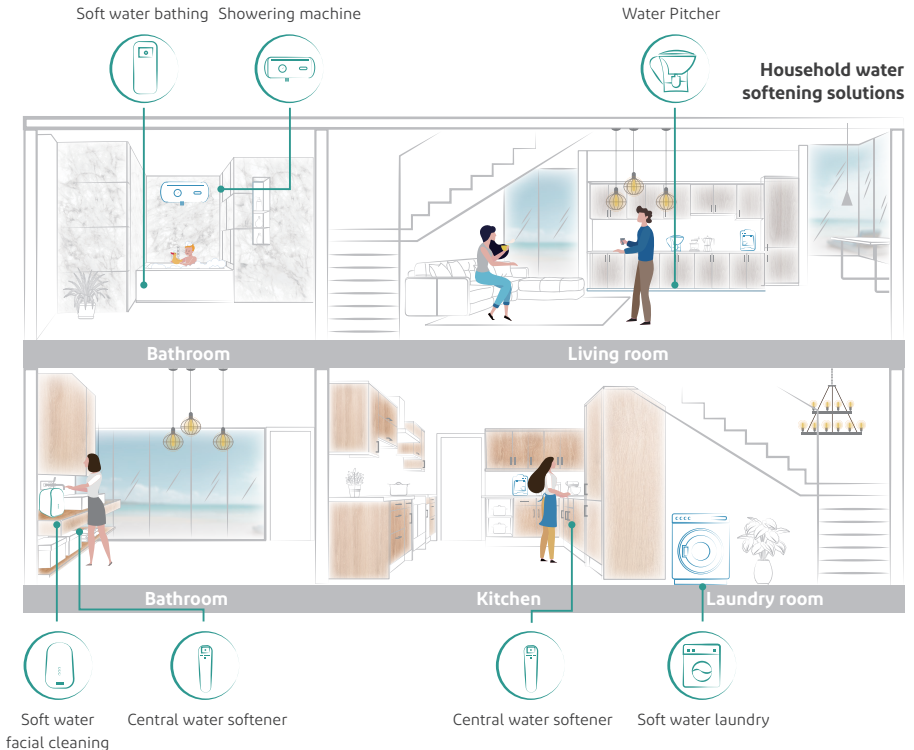 Soft water bathing
Showering machine
Water Pitcher
Household water
softening solutions
Bathroom
Living room
Bathroom
Kitchen
Laundry room
Soft water
facial cleaning
Central water softener
Central water softener
Soft water laundry